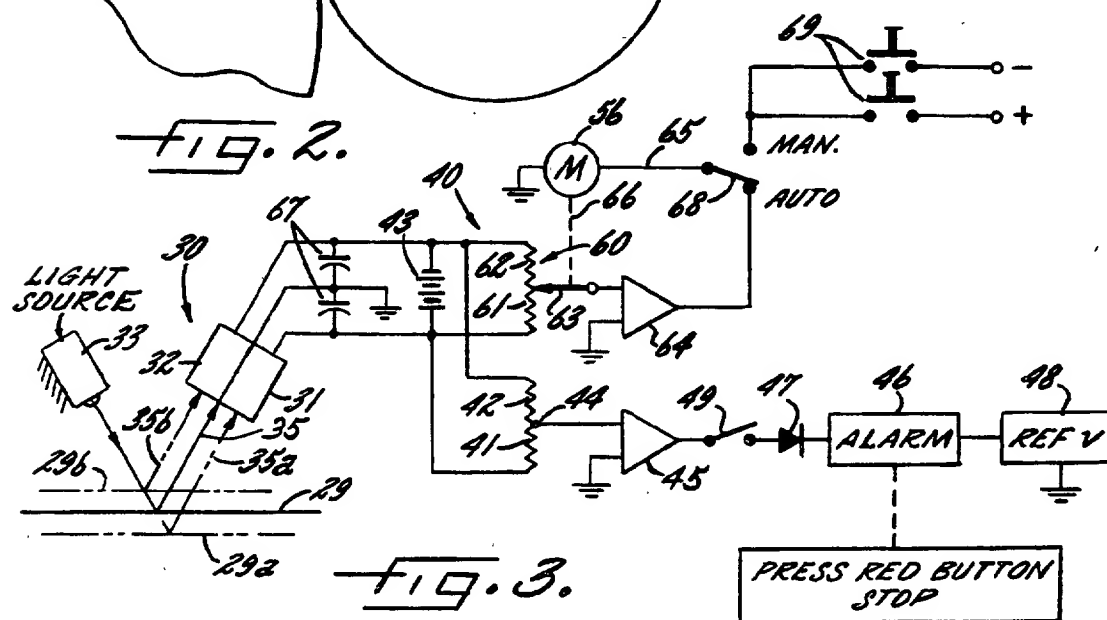 69
-
+
Fig. 2.
56
65
MAN.
M
68
AUTO
40
66
67
43
60
30
62
LIGHT
SOURCE
61
63
64
33
32
31
42
44
49
47
46
48
35b
35
41
ALARM
REF V
35a
45
29b
29
29a
Fig. 3.
PRESS RED BUTTON
STOP